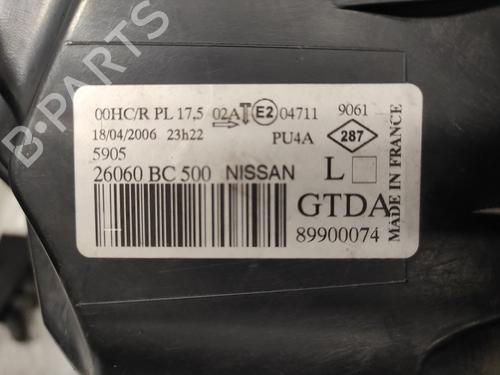 B-PARTS
00HC/R PL 17,5 02A E2 04711 9061
18/04/2006 23h22 PU4A 287
5905
26060 BC 500 NISSAN L
GTDA
89900074
MADE IN FRANCE